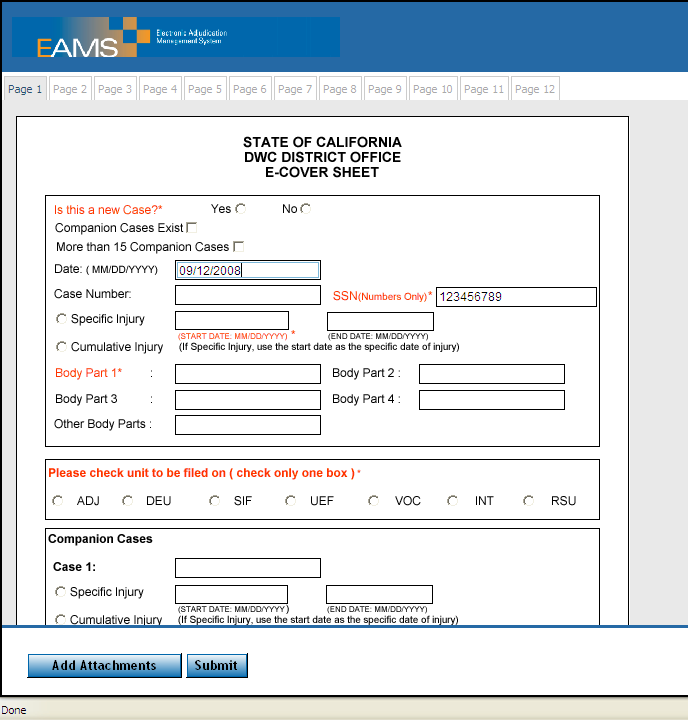 EAMS Electronic Adjudication
Management System
Page 1 Page 2 Page 3 Page 4 Page 5 Page 6 Page 7 Page 8 Page 9 Page 10 Page 11 Page 12
STATE OF CALIFORNIA
DWC DISTRICT OFFICE
E-COVER SHEET
Is this a new Case?* Yes No
Companion Cases Exist
More than 15 Companion Cases
Date: ( MM/DD/YYYY) 09/12/2008
Case Number: SSN(Numbers Only)* 123456789
Specific Injury
(START DATE: MM/DD/YYYY) * (END DATE: MM/DD/YYYY)
Cumulative Injury (If Specific Injury, use the start date as the specific date of injury)
Body Part 1* : Body Part 2 :
Body Part 3 : Body Part 4 :
Other Body Parts :
Please check unit to be filed on ( check only one box ) *
ADJ DEU SIF UEF VOC INT RSU
Companion Cases
Case 1:
Specific Injury
(START DATE: MM/DD/YYYY ) (END DATE: MM/DD/YYYY)
Cumulative Injury (If Specific Injury, use the start date as the specific date of injury)
Add Attachments Submit
Done